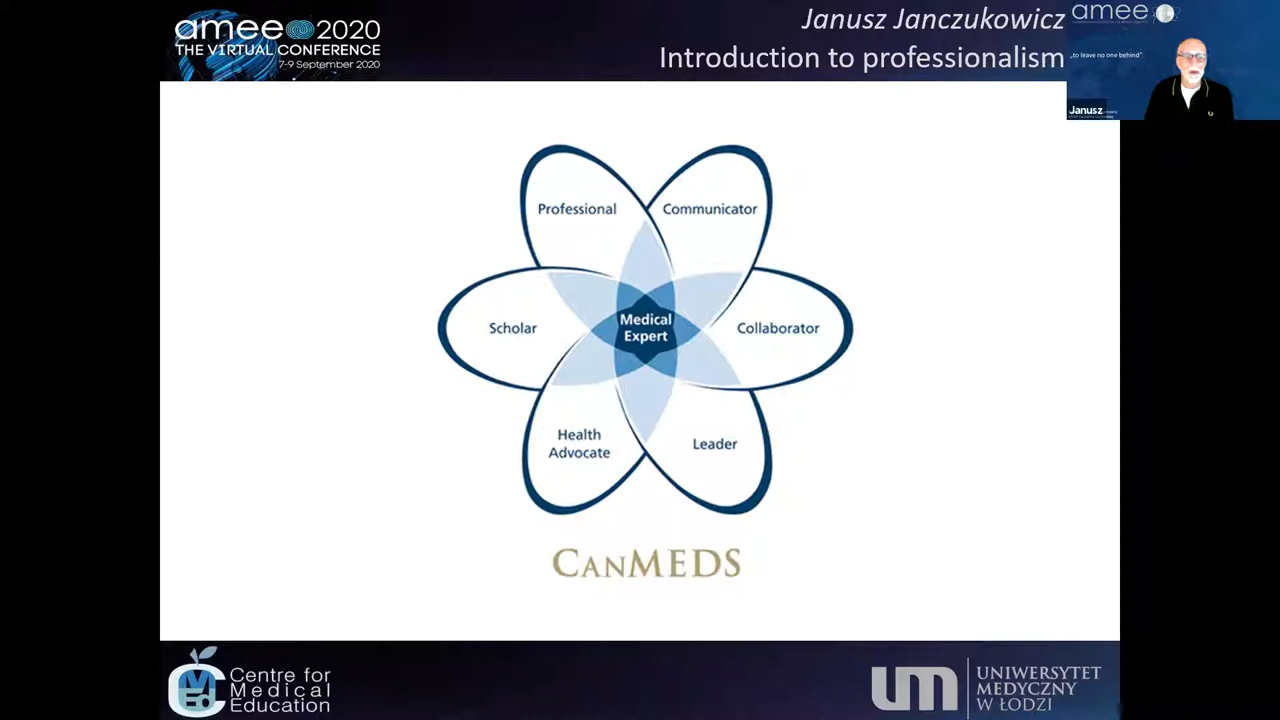 amee 2020
THE VIRTUAL CONFERENCE
7-9 September 2020
Janusz Janczukowicz
Introduction to professionalism
amee
„to leave no one behind"
Janusz
Professional
Communicator
Scholar
Medical
Expert
Collaborator
Health
Advocate
Leader
CANMEDS
Centre for
Medical
Education
um
UNIWERSYTET
MEDYCZNY
W ŁODZI